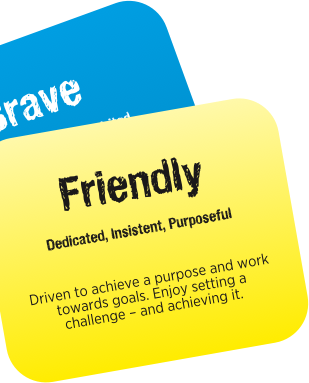 Brave
Friendly
Dedicated, Insistent, Purposeful
Driven to achieve a purpose and work
towards goals. Enjoy setting a
challenge – and achieving it.